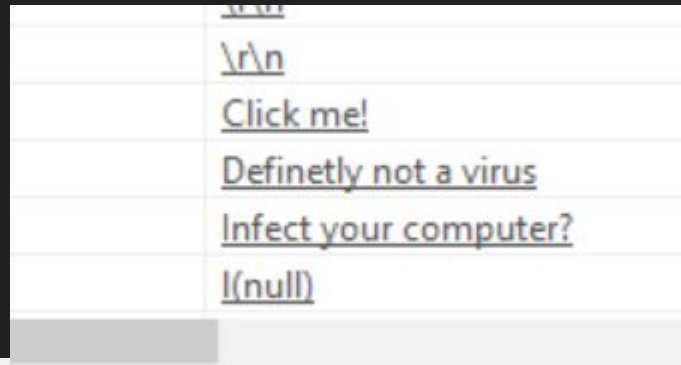 \r\n
\r\n
Click me!
Definetly not a virus
Infect your computer?
I(null)